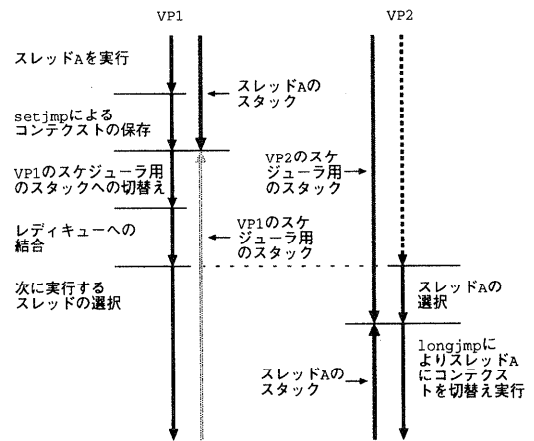 VP1
VP2
スレッドAを実行
スレッドAの
スタック
setjmpによる
コンテクストの保存
VP1のスケジューラ用
のスタックへの切替え
VP2のスケ
ジューラ用
のスタック
レディキューへの
結合
VP1のスケ
ジューラ用
のスタック
次に実行する
スレッドの選択
スレッドAの
選択
スレッドAの
スタック
longjmpに
よりスレッドA
にコンテクス
トを切替え実行